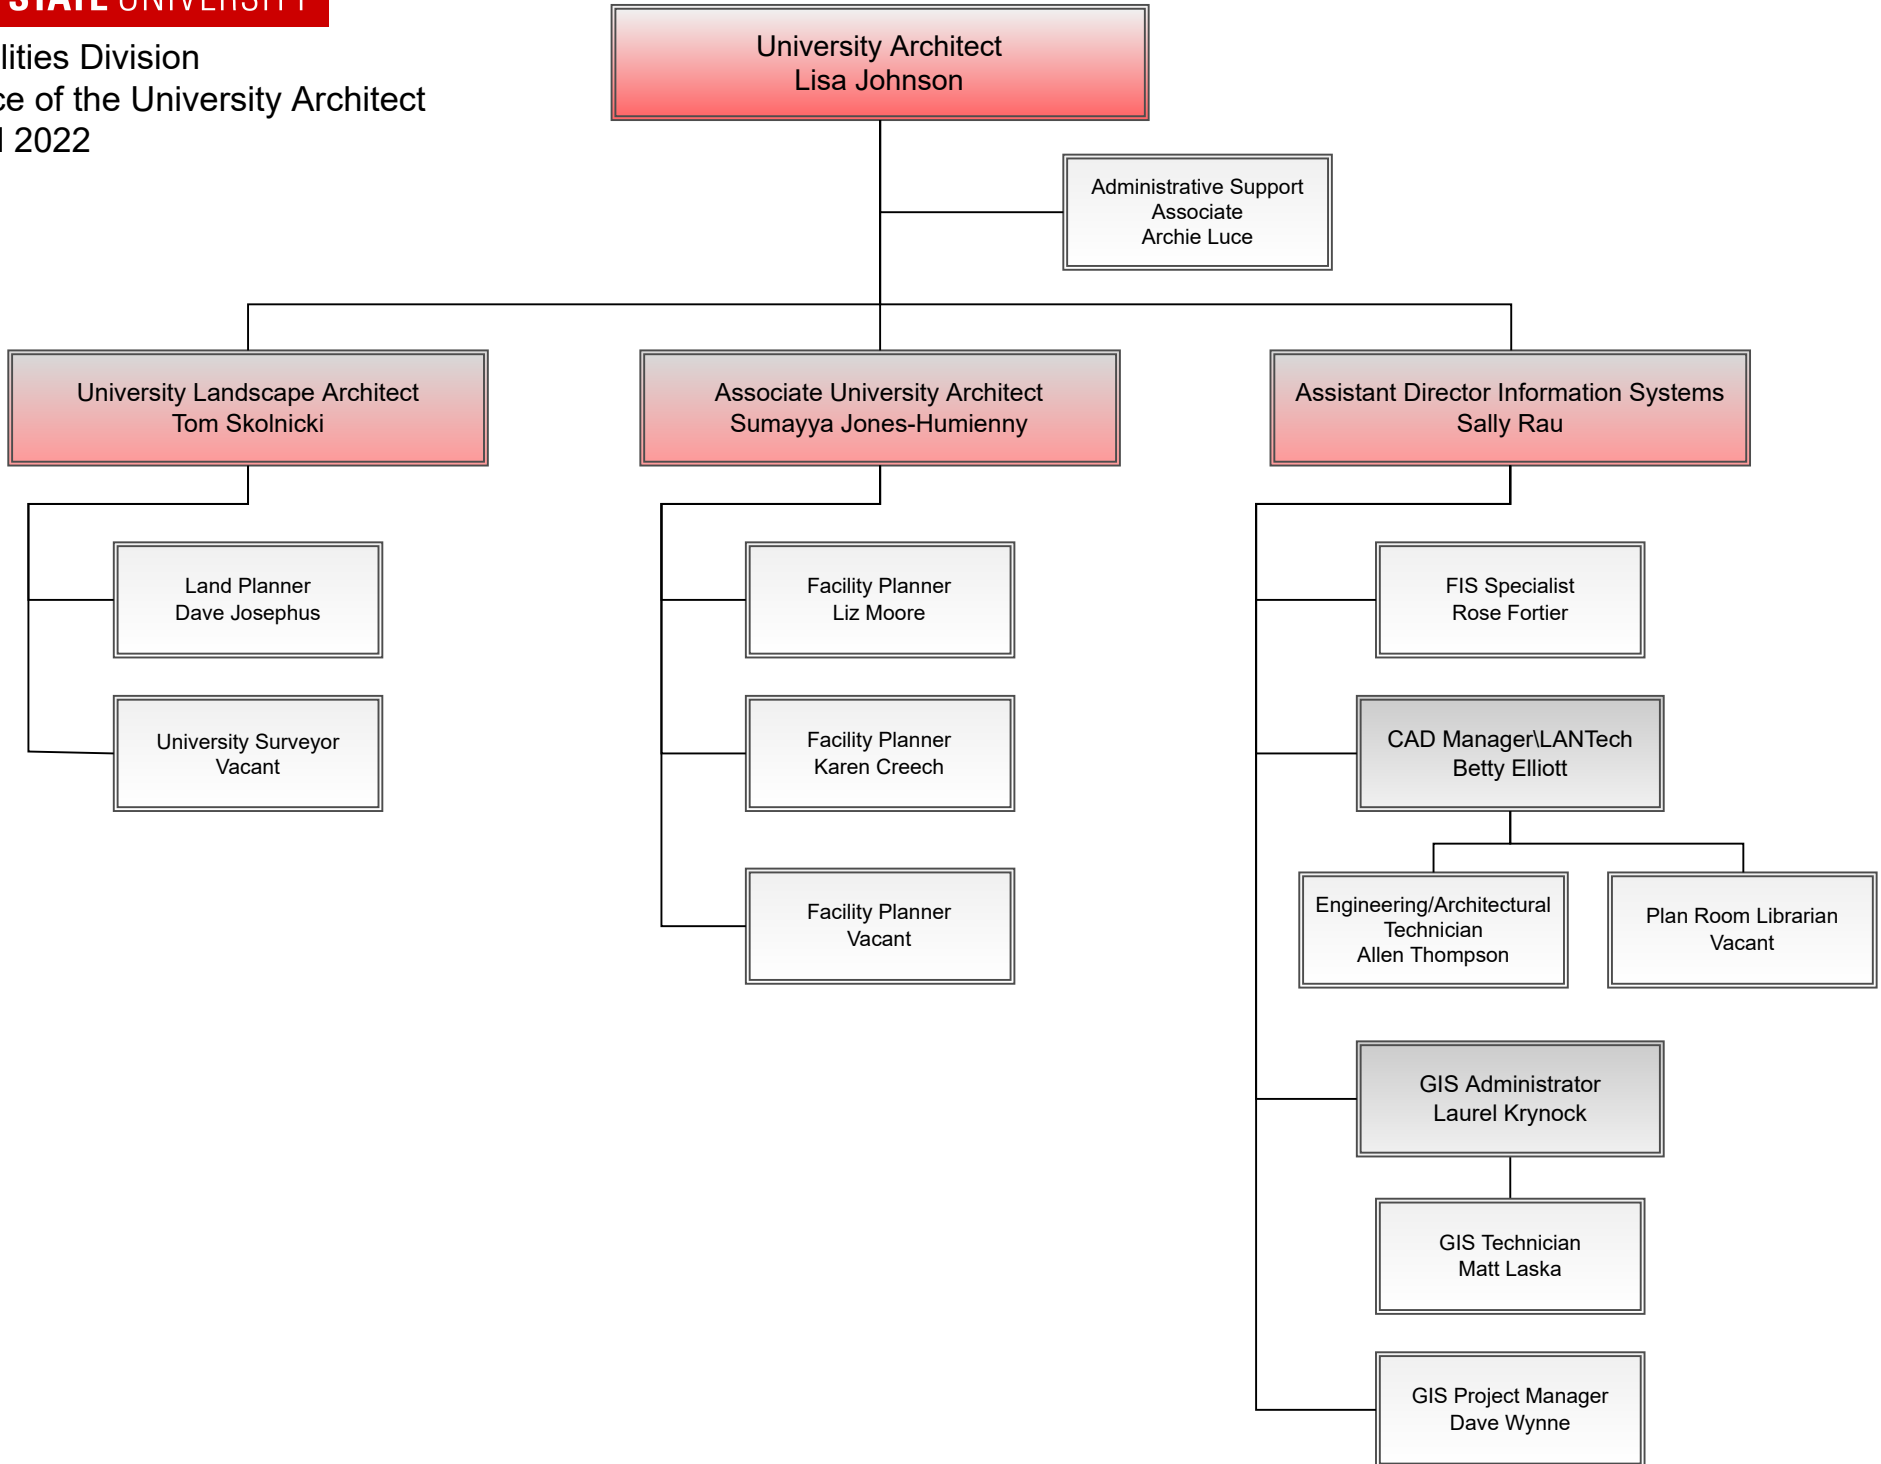 STATE UNIVERSITY
lities Division
ce of the University Architect
2022
University Architect
Lisa Johnson
Administrative Support
Associate
Archie Luce
University Landscape Architect
Tom Skolnicki
Associate University Architect
Sumayya Jones-Humienny
Assistant Director Information Systems
Sally Rau
Land Planner
Dave Josephus
Facility Planner
Liz Moore
FIS Specialist
Rose Fortier
University Surveyor
Vacant
Facility Planner
Karen Creech
CAD Manager\LANTech
Betty Elliott
Facility Planner
Vacant
Engineering/Architectural
Technician
Allen Thompson
Plan Room Librarian
Vacant
GIS Administrator
Laurel Krynock
GIS Technician
Matt Laska
GIS Project Manager
Dave Wynne